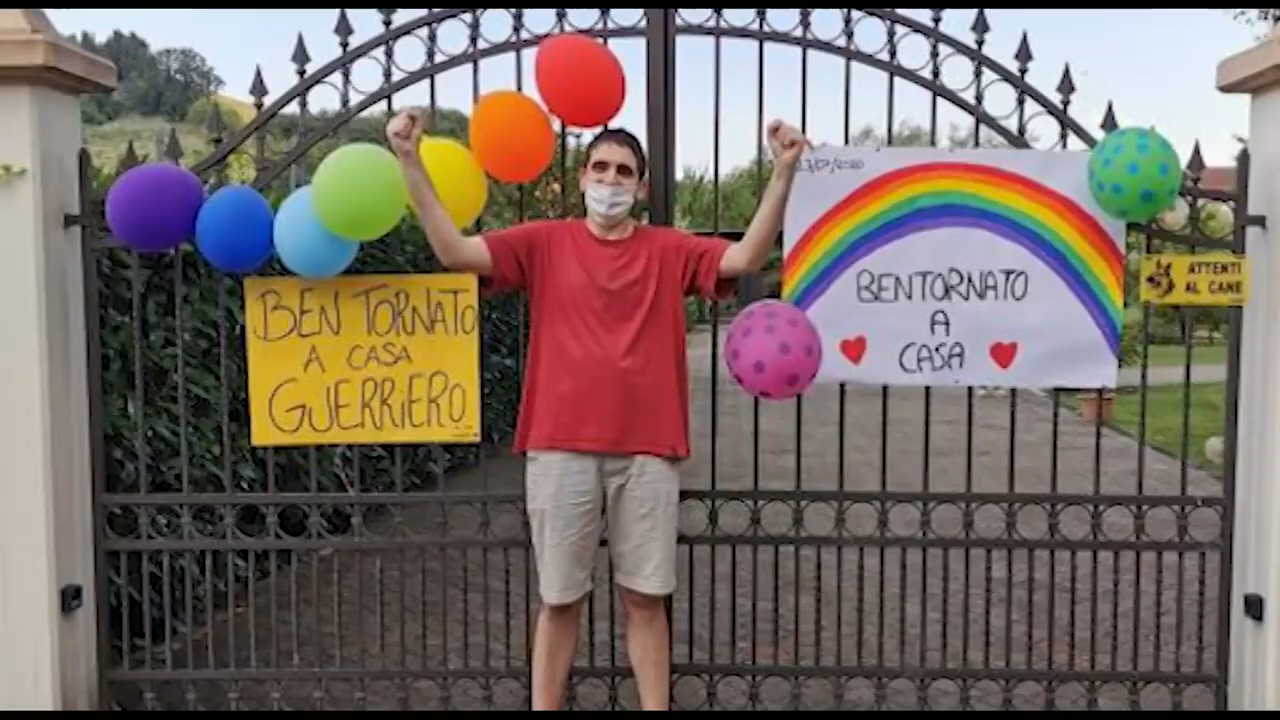 BEN TORNATO
A CASA
GUERRiERO
BENTORNATO
A
CASA
ATTENTI
AL CANE